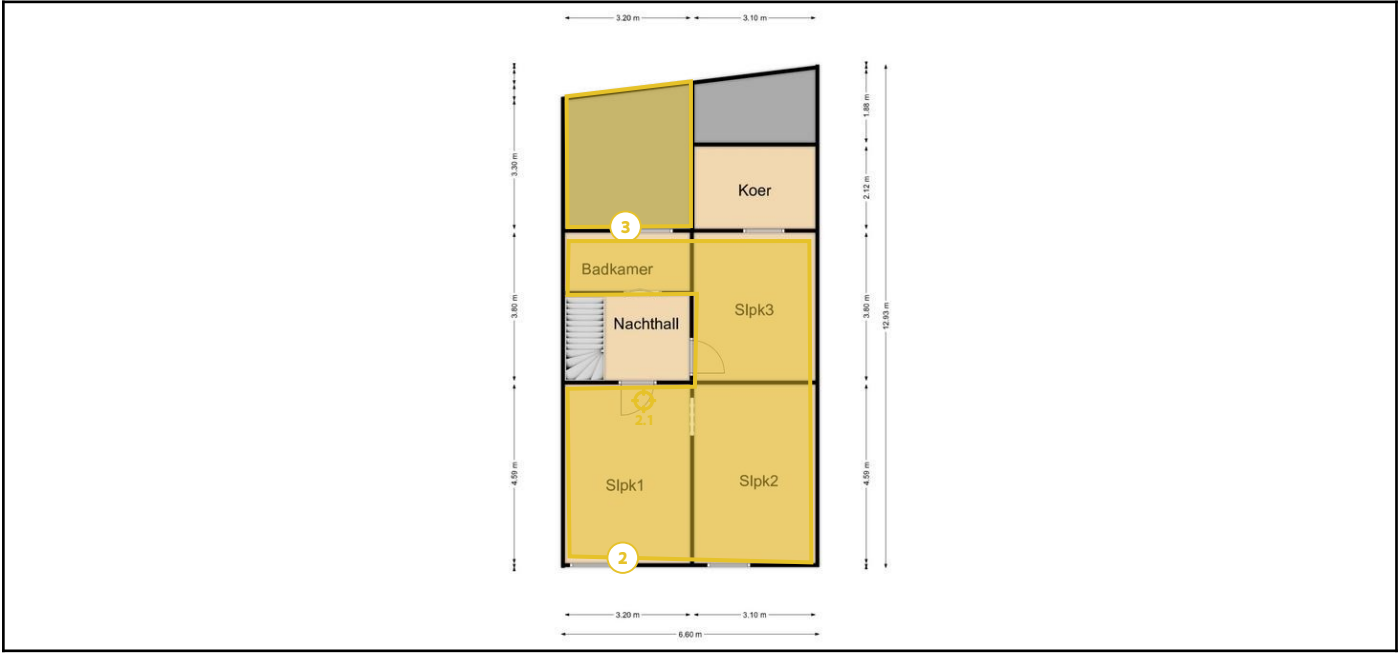 3.20 m
3.10 m
1.88 m
3.30 m
2.12 m
Koer
3
Badkamer
Slpk3
Nachthall
3.80 m
3.80 m
12.93 m
2.1
Slpk1
Slpk2
4.59 m
4.59 m
2
3.20 m
3.10 m
6.60 m